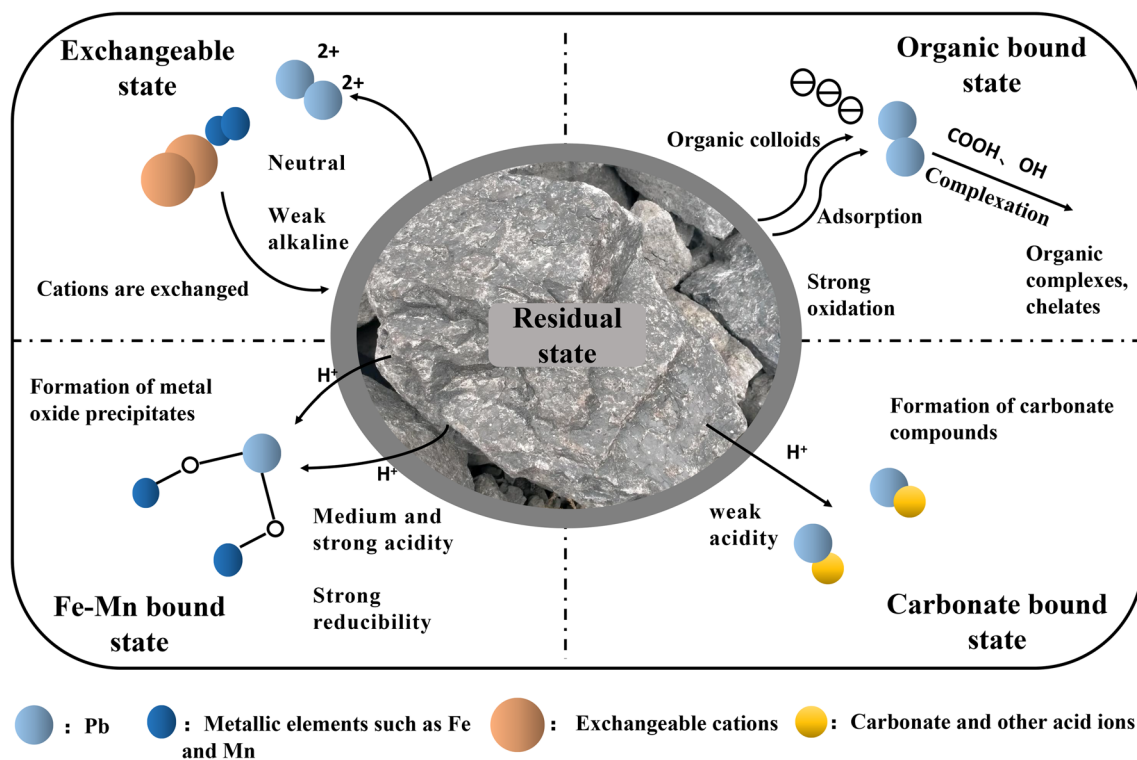 Exchangeable
state
2+
2+
Neutral
Weak
alkaline
Cations are exchanged
Organic bound
state
Organic colloids
COOH、OH
Complexation
Adsorption
Strong
oxidation
Organic
complexes,
chelates
Residual
state
Formation of metal
oxide precipitates
H⁺
H⁺
Medium and
strong acidity
Strong
reducibility
Fe-Mn bound
state
Formation of carbonate
compounds
H⁺
weak
acidity
Carbonate bound
state
: Pb
: Metallic elements such as Fe
and Mn
: Exchangeable cations
: Carbonate and other acid ions